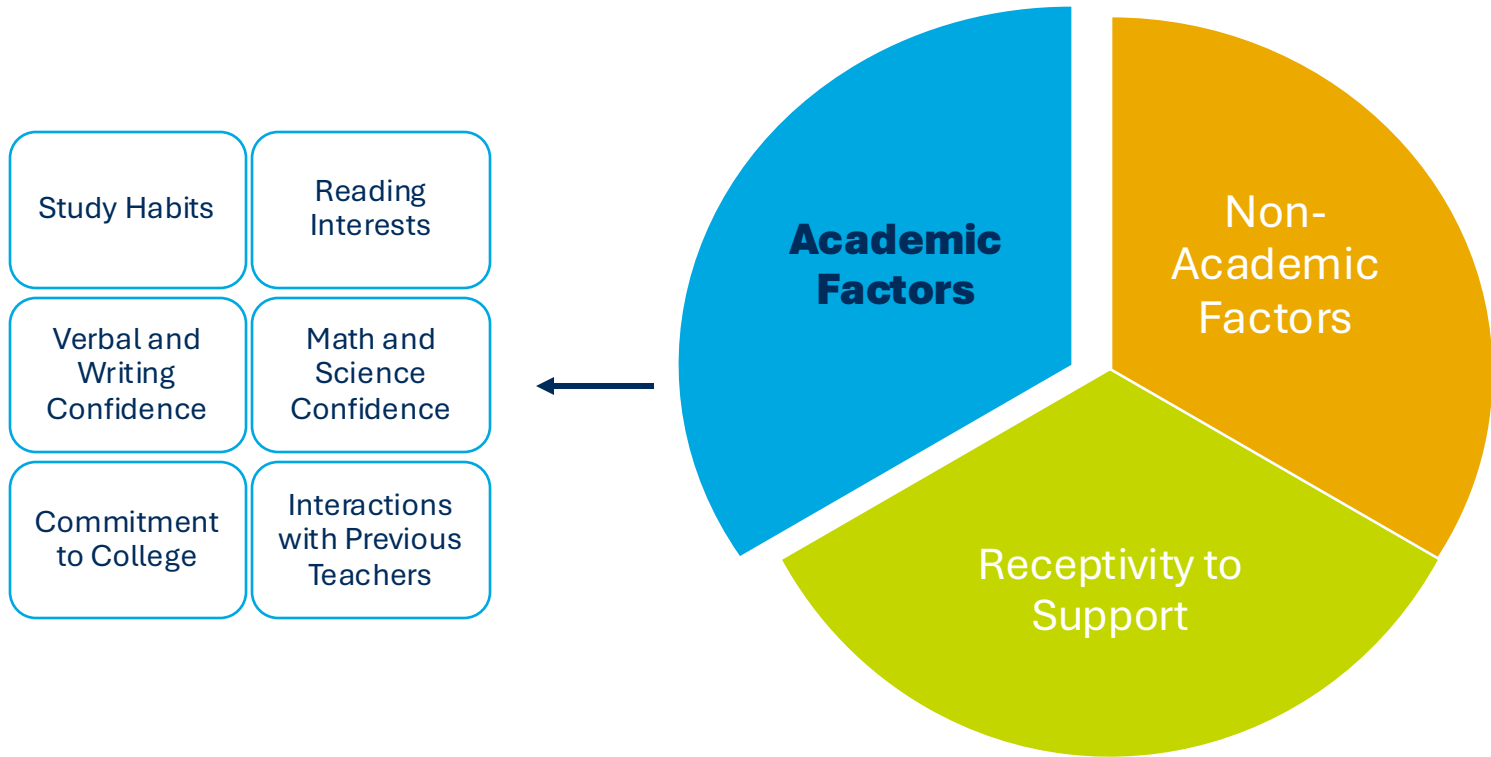 Study Habits
Reading
Interests
Verbal and
Writing
Confidence
Math and
Science
Confidence
Commitment
to College
Interactions
with Previous
Teachers
Academic
Factors
Non-
Academic
Factors
Receptivity to
Support